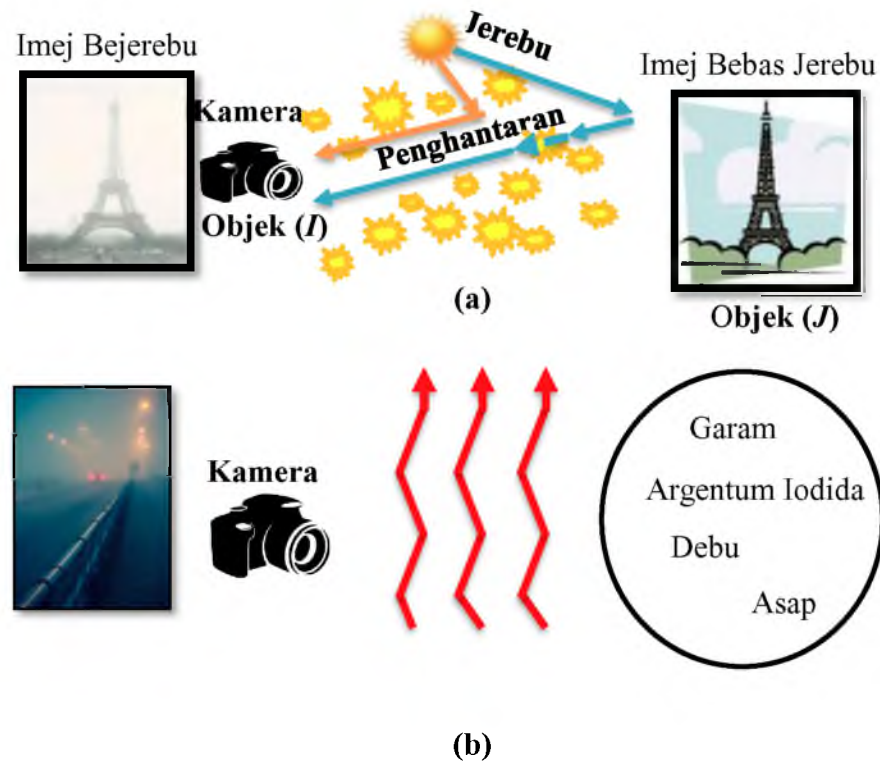 Imej Bejerebu
Jerebu
Imej Bebas Jerebu
Kamera
Penghantaran
Objek (I)
(a)
Objek (J)
Kamera
Garam
Argentum Iodida
Debu
Asap
(b)